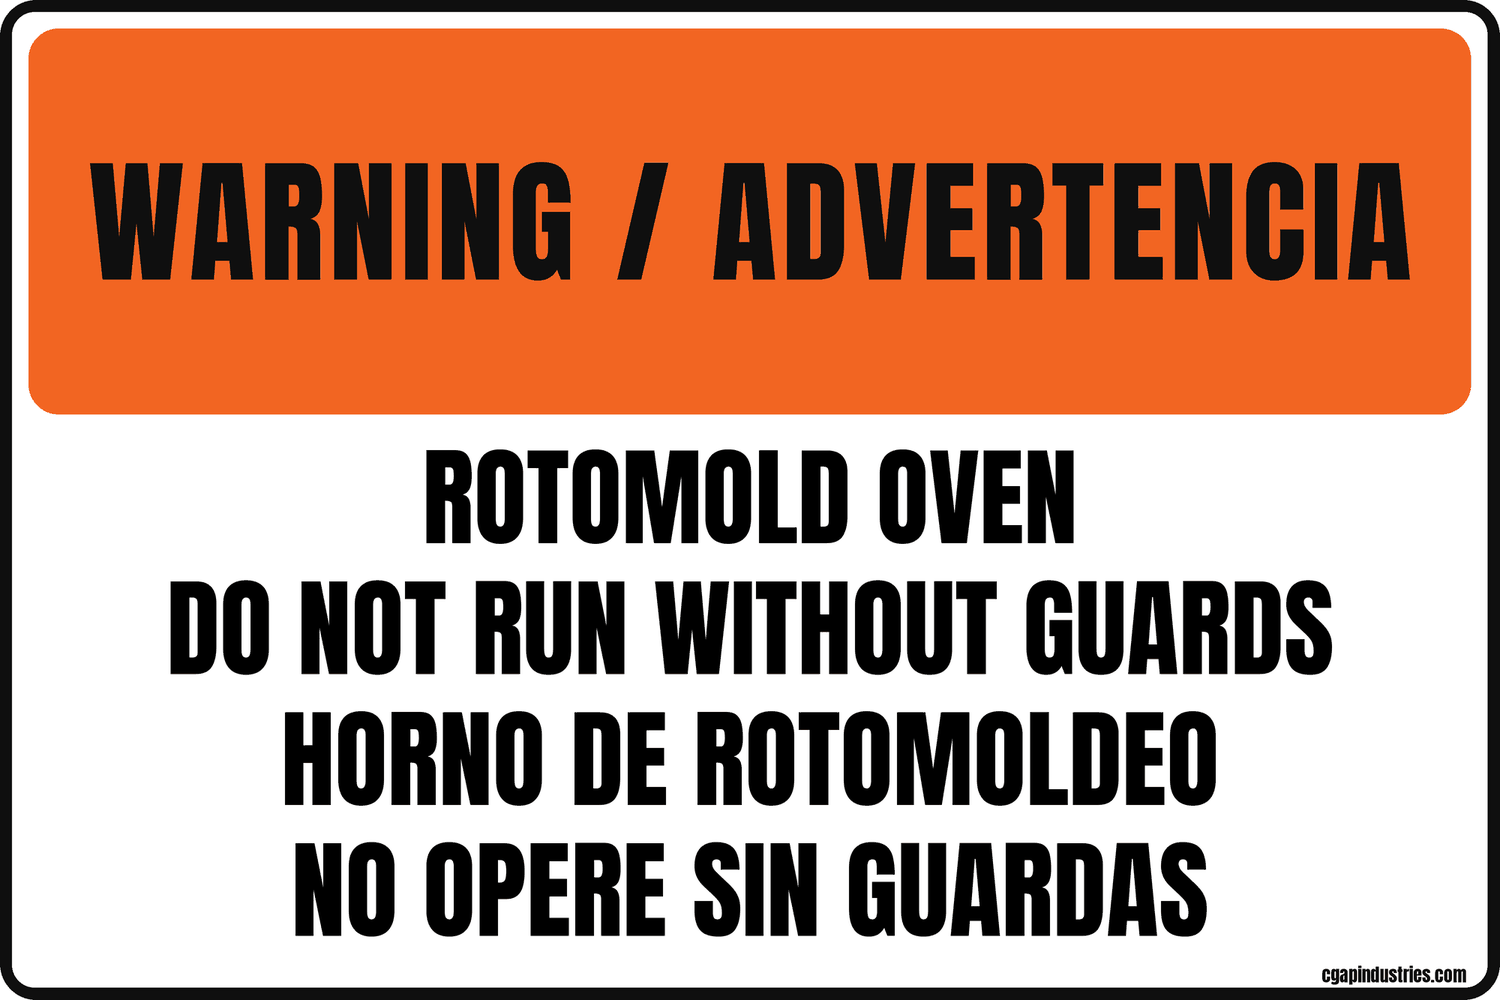 WARNING / ADVERTENCIA
ROTOMOLD OVEN
DO NOT RUN WITHOUT GUARDS
HORNO DE ROTOMOLDEO
NO OPERE SIN GUARDAS
cgapindustries.com